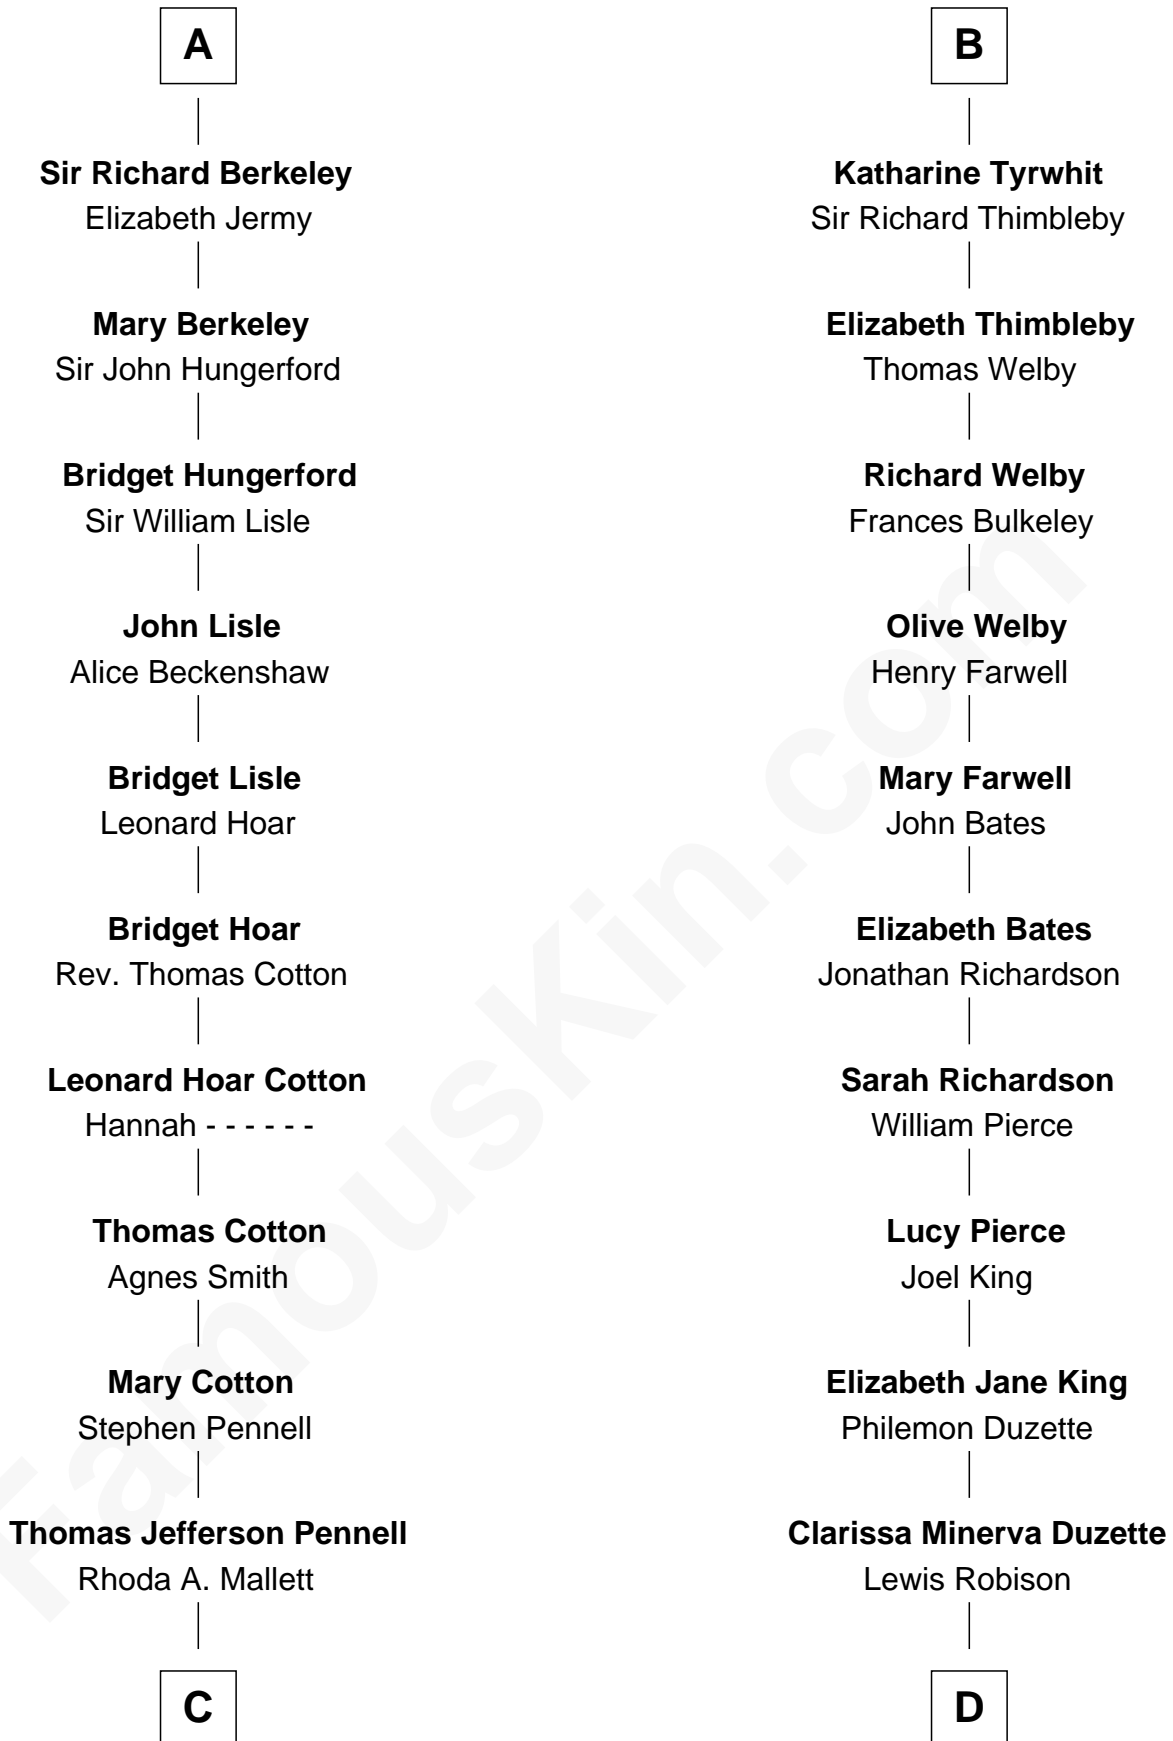 A
Sir Richard Berkeley
Elizabeth Jermy
Mary Berkeley
Sir John Hungerford
Bridget Hungerford
Sir William Lisle
John Lisle
Alice Beckenshaw
Bridget Lisle
Leonard Hoar
Bridget Hoar
Rev. Thomas Cotton
Leonard Hoar Cotton
Hannah - - - - - -
Thomas Cotton
Agnes Smith
Mary Cotton
Stephen Pennell
Thomas Jefferson Pennell
Rhoda A. Mallett
C
B
Katharine Tyrwhit
Sir Richard Thimbleby
Elizabeth Thimbleby
Thomas Welby
Richard Welby
Frances Bulkeley
Olive Welby
Henry Farwell
Mary Farwell
John Bates
Elizabeth Bates
Jonathan Richardson
Sarah Richardson
William Pierce
Lucy Pierce
Joel King
Elizabeth Jane King
Philemon Duzette
Clarissa Minerva Duzette
Lewis Robison
D
FamousKin.com